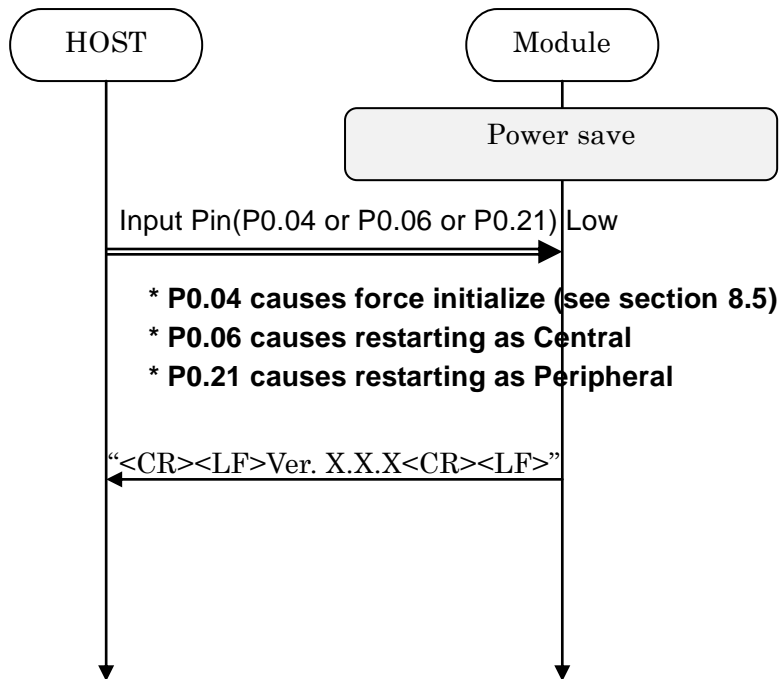 HOST
Module
Power save
Input Pin(P0.04 or P0.06 or P0.21) Low
* P0.04 causes force initialize (see section 8.5)
* P0.06 causes restarting as Central
* P0.21 causes restarting as Peripheral
“<CR><LF>Ver. X.X.X<CR><LF>”